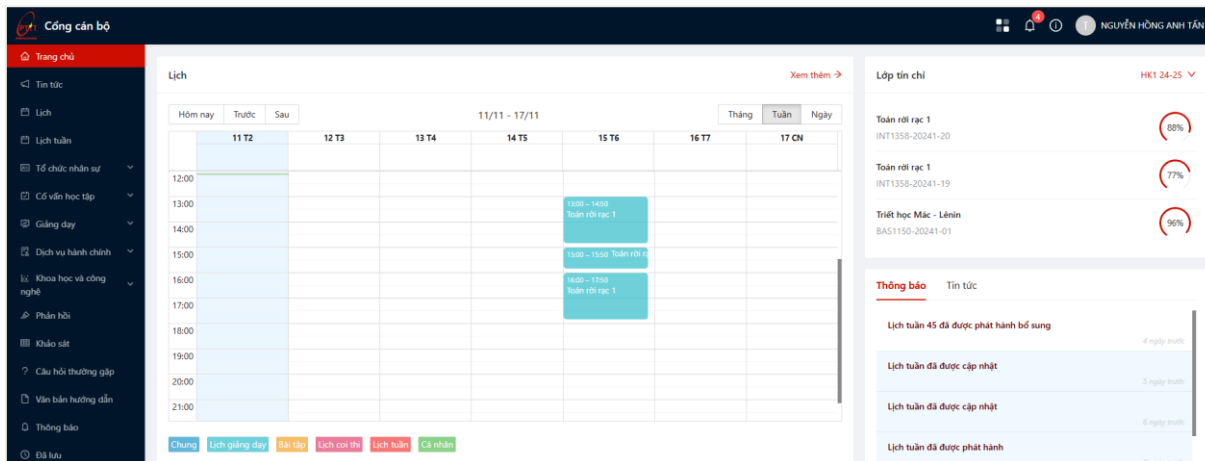 Cổng cán bộ
4
NGUYỄN HỒNG ANH TẤN
Trang chủ
Tin tức
Lịch
Lịch tuần
Tổ chức nhân sự
Cố vấn học tập
Giảng dạy
Dịch vụ hành chính
Khoa học và công
nghệ
Phản hồi
Khảo sát
Câu hỏi thường gặp
Văn bản hướng dẫn
Thông báo
Đã lưu
Lịch
Xem thêm
Hôm nay
Trước
Sau
11/11 - 17/11
Tháng
Tuần
Ngày
11 T2
12 T3
13 T4
14 T5
15 T6
16 T7
17 CN
12:00
13:00
14:00
15:00
16:00
17:00
18:00
19:00
20:00
21:00
13:00 – 14:50
Toán rời rạc 1
15:00 – 15:50 Toán rời
16:00 – 17:50
Toán rời rạc 1
Chung
Lịch giảng dạy
Bài tập
Lịch coi thi
Lịch tuần
Cá nhân
Lớp tín chỉ
HK1 24-25
Toán rời rạc 1
INT1358-20241-20
88%
Toán rời rạc 1
INT1358-20241-19
77%
Triết học Mác - Lênin
BAS1150-20241-01
96%
Thông báo
Tin tức
Lịch tuần 45 đã được phát hành bổ sung
4 ngày trước
Lịch tuần đã được cập nhật
5 ngày trước
Lịch tuần đã được cập nhật
6 ngày trước
Lịch tuần đã được phát hành